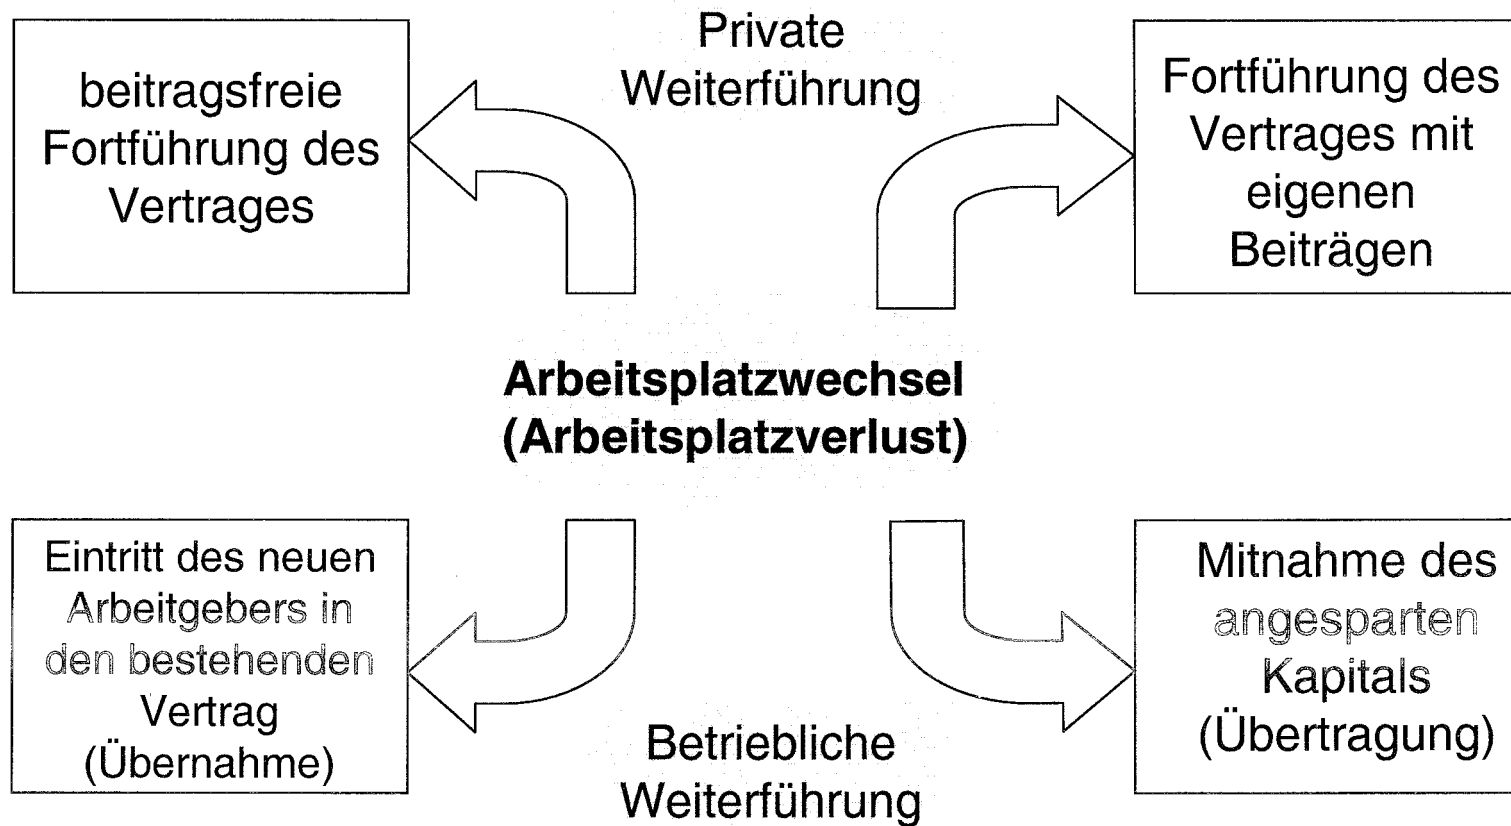 Private
Weiterführung
beitragsfreie
Fortführung des
Vertrages
Fortführung des
Vertrages mit
eigenen
Beiträgen
Arbeitsplatzwechsel
(Arbeitsplatzverlust)
Eintritt des neuen
Arbeitgebers in
den bestehenden
Vertrag
(Übernahme)
Mitnahme des
angesparten
Kapitals
(Übertragung)
Betriebliche
Weiterführung